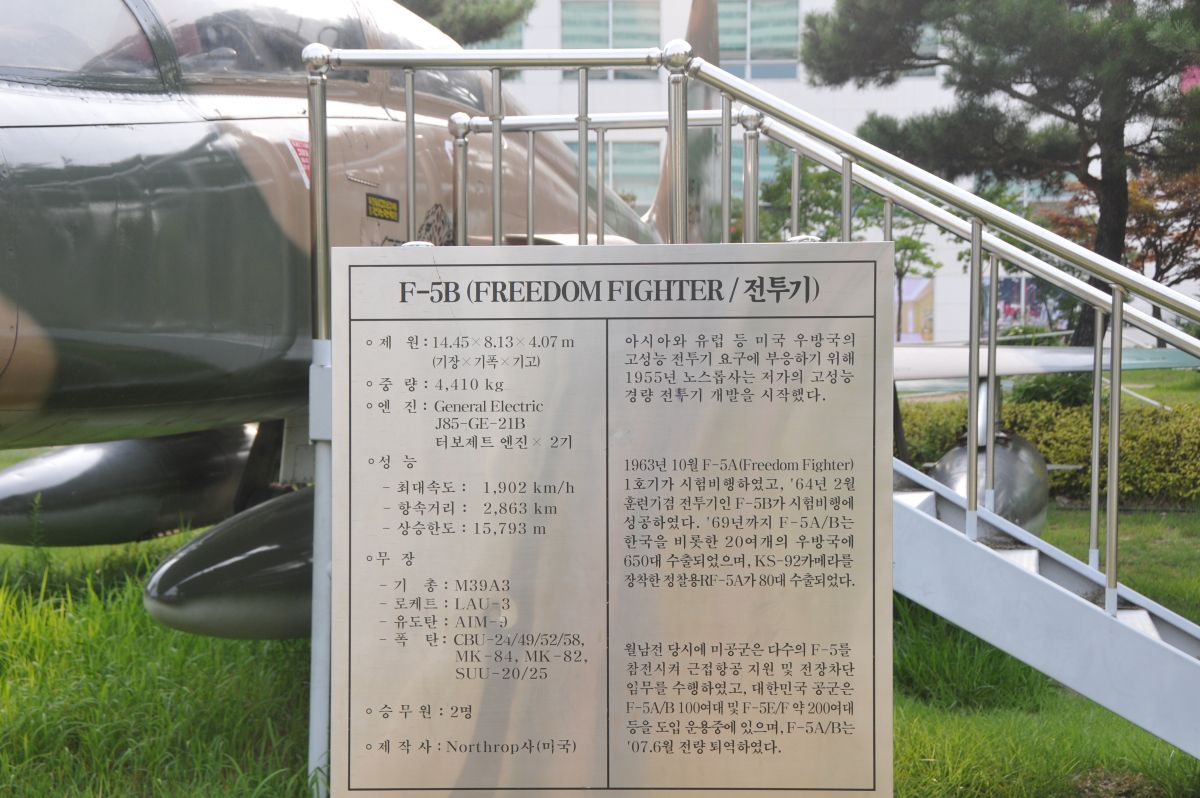 F-5B (FREEDOM FIGHTER / 전투기)
○ 제 원 : 14.45 × 8.13 × 4.07 m
(기장 × 기폭 × 기고)
○ 중 량 : 4,410 kg
○ 엔 진 : General Electric
J85-GE-21B
터보제트 엔진 × 2기
○ 성 능
- 최대속도 : 1,902 km/h
- 항속거리 : 2,863 km
- 상승한도 : 15,793 m
○ 무 장
- 기 총 : M39A3
- 로케트 : LAU-3
- 유도탄 : AIM-9
- 폭 탄 : CBU-24/49/52/58,
MK-84, MK-82,
SUU-20/25
○ 승 무 원 : 2명
○ 제 작 사 : Northrop사(미국)
아시아와 유럽 등 미국 우방국의
고성능 전투기 요구에 부응하기 위해
1955년 노스롭사는 저가의 고성능
경량 전투기 개발을 시작했다.
1963년 10월 F-5A(Freedom Fighter)
1호기가 시험비행하였고, '64년 2월
훈련기겸 전투기인 F-5B가 시험비행에
성공하였다. '69년까지 F-5A/B는
한국을 비롯한 20여개의 우방국에
650대 수출되었으며, KS-92카메라를
장착한 정찰용RF-5A가 80대 수출되었다.
월남전 당시에 미공군은 다수의 F-5를
참전시켜 근접항공 지원 및 전장차단
임무를 수행하였고, 대한민국 공군은
F-5A/B 100여대 및 F-5E/F 약 200여대
등을 도입 운용중에 있으며, F-5A/B는
'07.6월 전량 퇴역하였다.